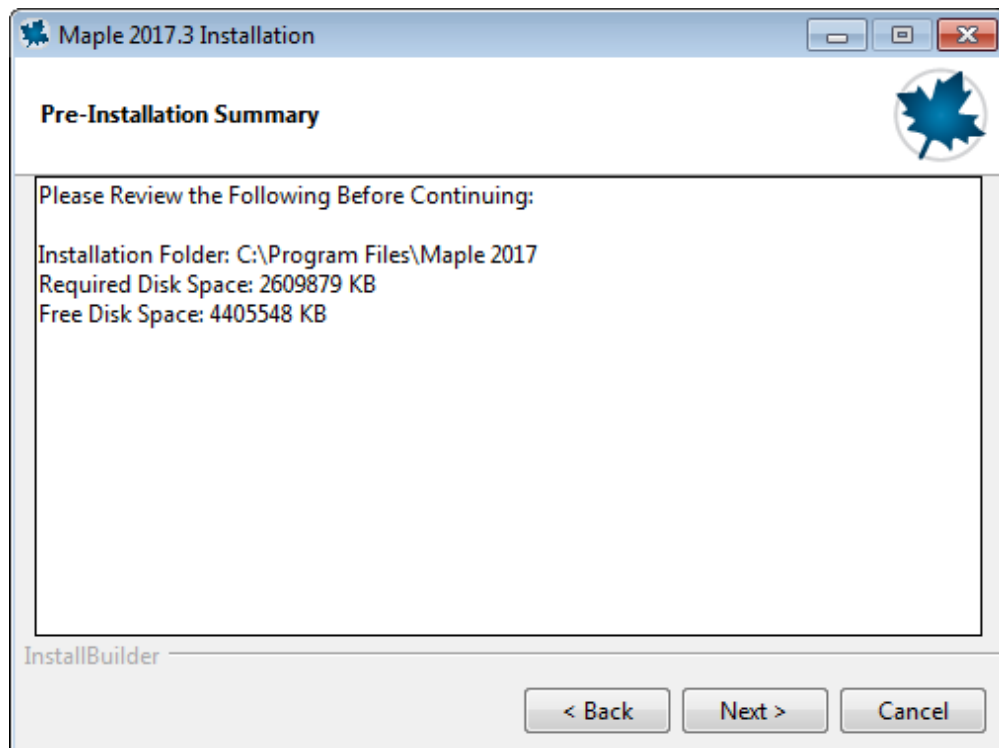 Maple 2017.3 Installation
Pre-Installation Summary
Please Review the Following Before Continuing:
Installation Folder: C:\Program Files\Maple 2017
Required Disk Space: 2609879 KB
Free Disk Space: 4405548 KB
InstallBuilder
< Back Next > Cancel